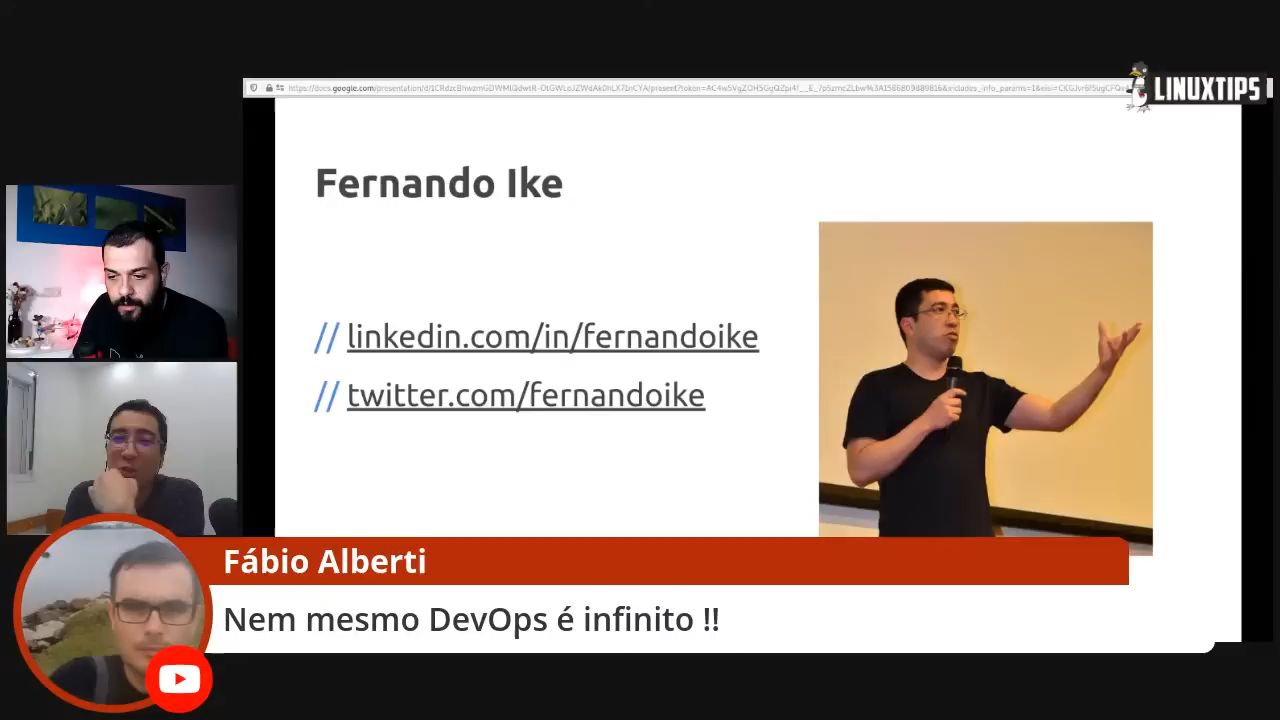 LINUXTIPS
Fernando Ike
// linkedin.com/in/fernandoike
// twitter.com/fernandoike
Fábio Alberti
Nem mesmo DevOps é infinito !!